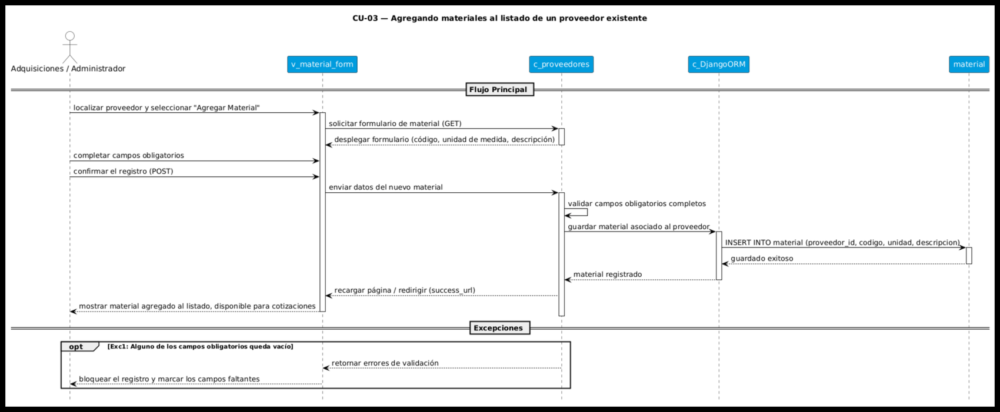 CU-03 — Agregando materiales al listado de un proveedor existente
Adquisiciones / Administrador
v_material_form
c_proveedores
c_DjangoORM
material
Flujo Principal
localizar proveedor y seleccionar "Agregar Material"
solicitar formulario de material (GET)
desplegar formulario (código, unidad de medida, descripción)
completar campos obligatorios
confirmar el registro (POST)
enviar datos del nuevo material
validar campos obligatorios completos
guardar material asociado al proveedor
INSERT INTO material (proveedor_id, codigo, unidad, descripcion)
guardado exitoso
material registrado
recargar página / redirigir (success_url)
mostrar material agregado al listado, disponible para cotizaciones
Excepciones
opt [Exc1: Alguno de los campos obligatorios queda vacío]
retornar errores de validación
bloquear el registro y marcar los campos faltantes